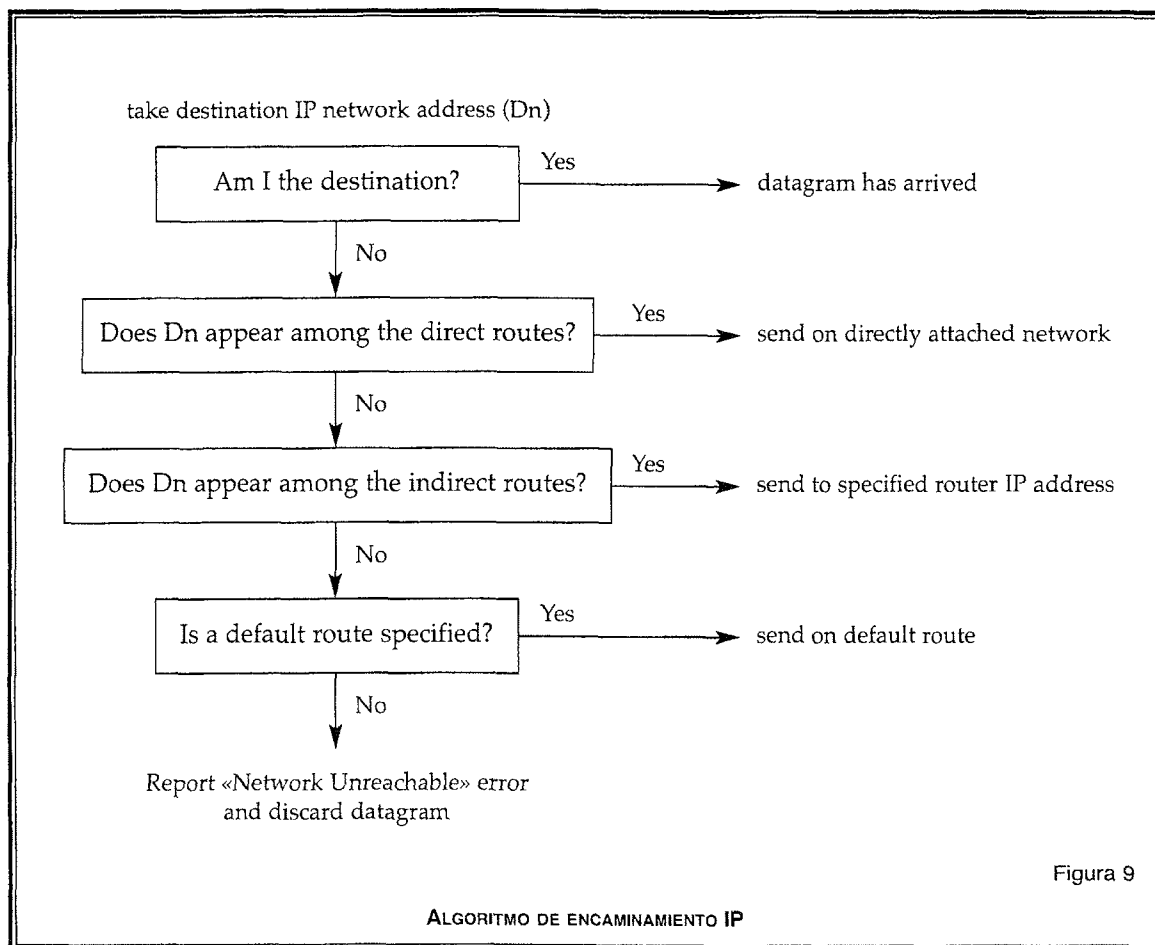 take destination IP network address (Dn)
Am I the destination?
Yes
datagram has arrived
No
Does Dn appear among the direct routes?
Yes
send on directly attached network
No
Does Dn appear among the indirect routes?
Yes
send to specified router IP address
No
Is a default route specified?
Yes
send on default route
No
Report «Network Unreachable» error
and discard datagram
Figura 9
ALGORITMO DE ENCAMINAMIENTO IP